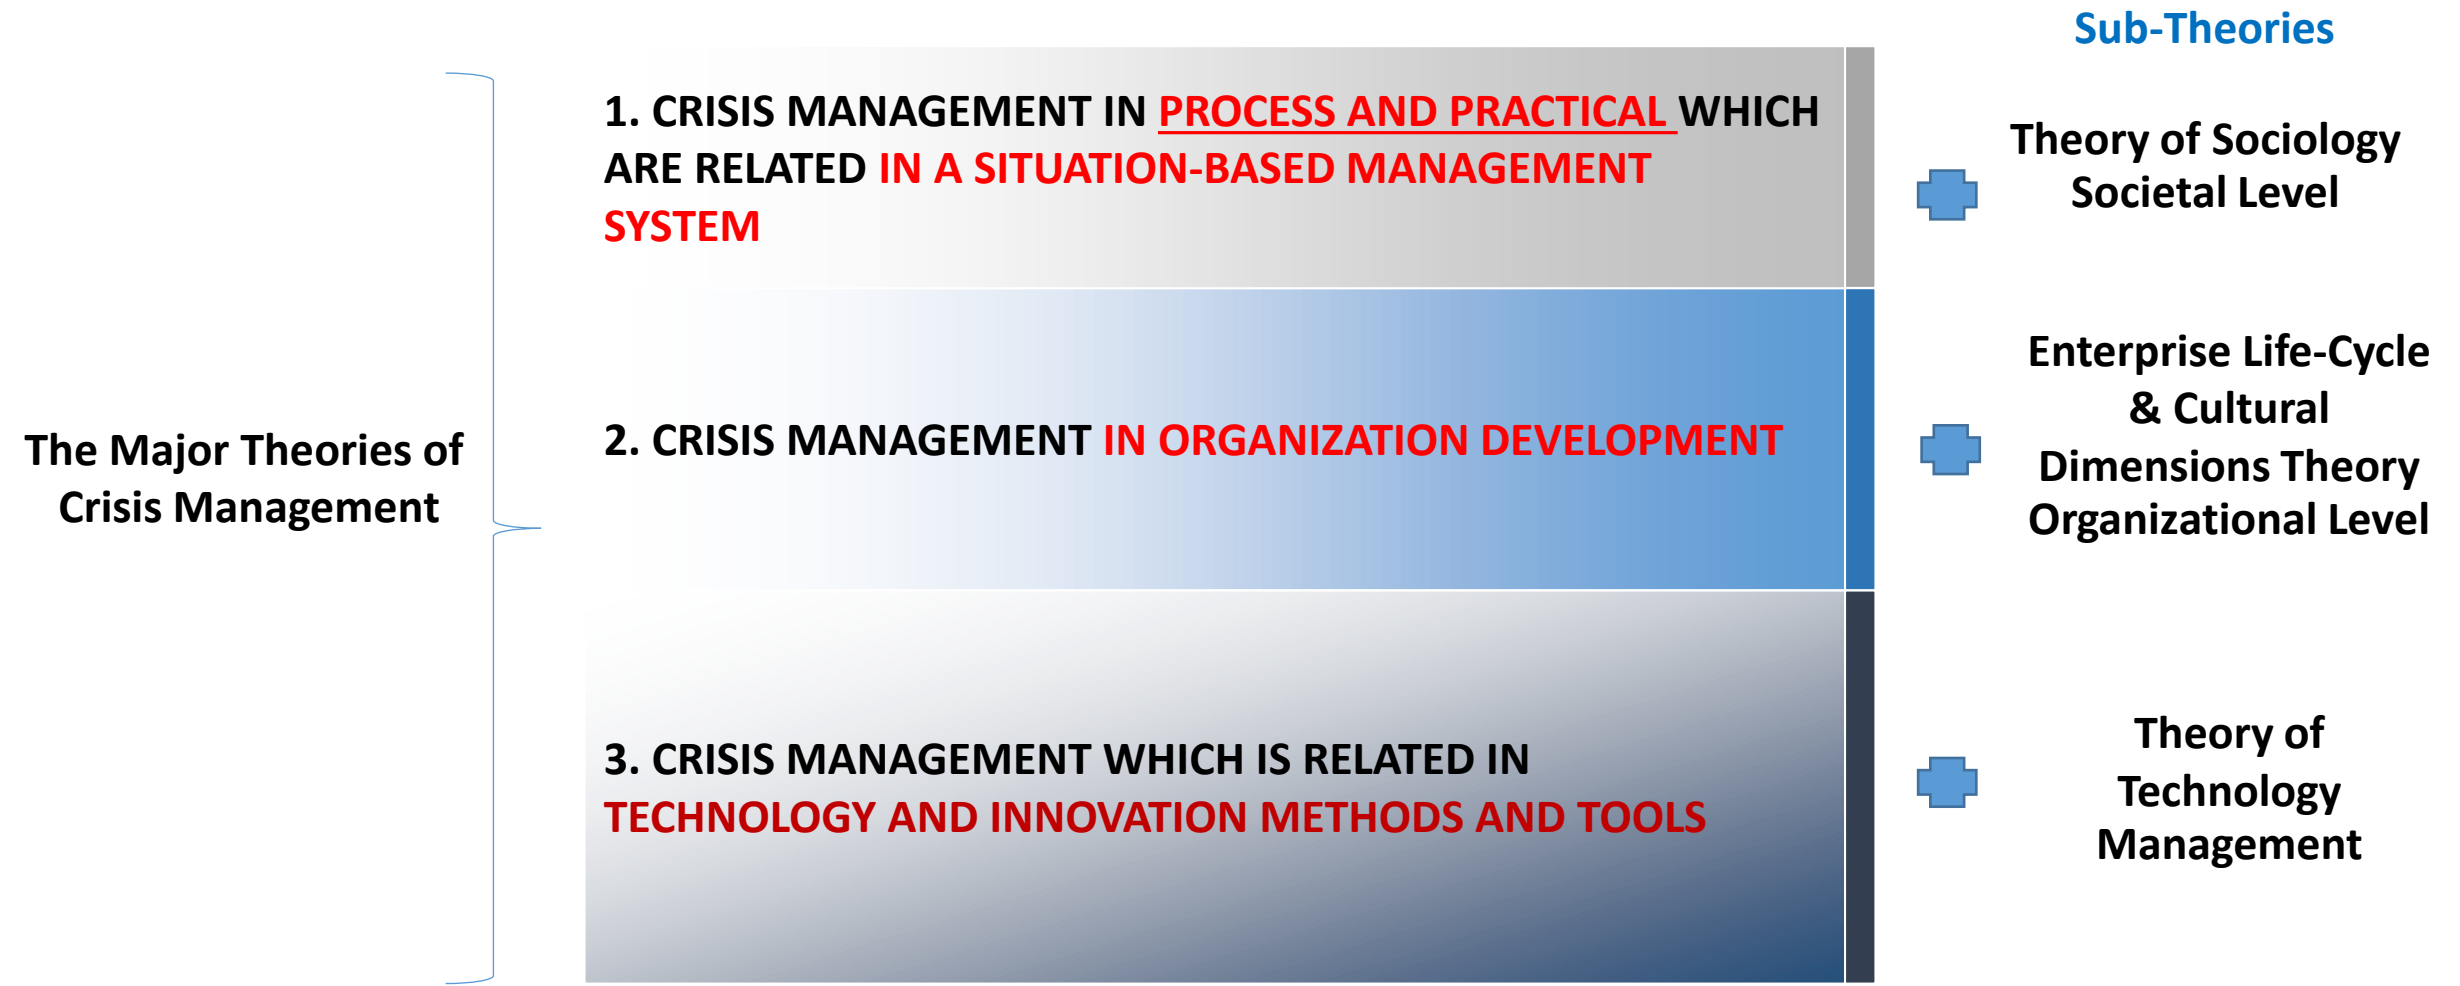 Sub-Theories
The Major Theories of
Crisis Management
1. CRISIS MANAGEMENT IN PROCESS AND PRACTICAL WHICH
ARE RELATED IN A SITUATION-BASED MANAGEMENT
SYSTEM
Theory of Sociology
Societal Level
2. CRISIS MANAGEMENT IN ORGANIZATION DEVELOPMENT
Enterprise Life-Cycle
& Cultural
Dimensions Theory
Organizational Level
3. CRISIS MANAGEMENT WHICH IS RELATED IN
TECHNOLOGY AND INNOVATION METHODS AND TOOLS
Theory of
Technology
Management